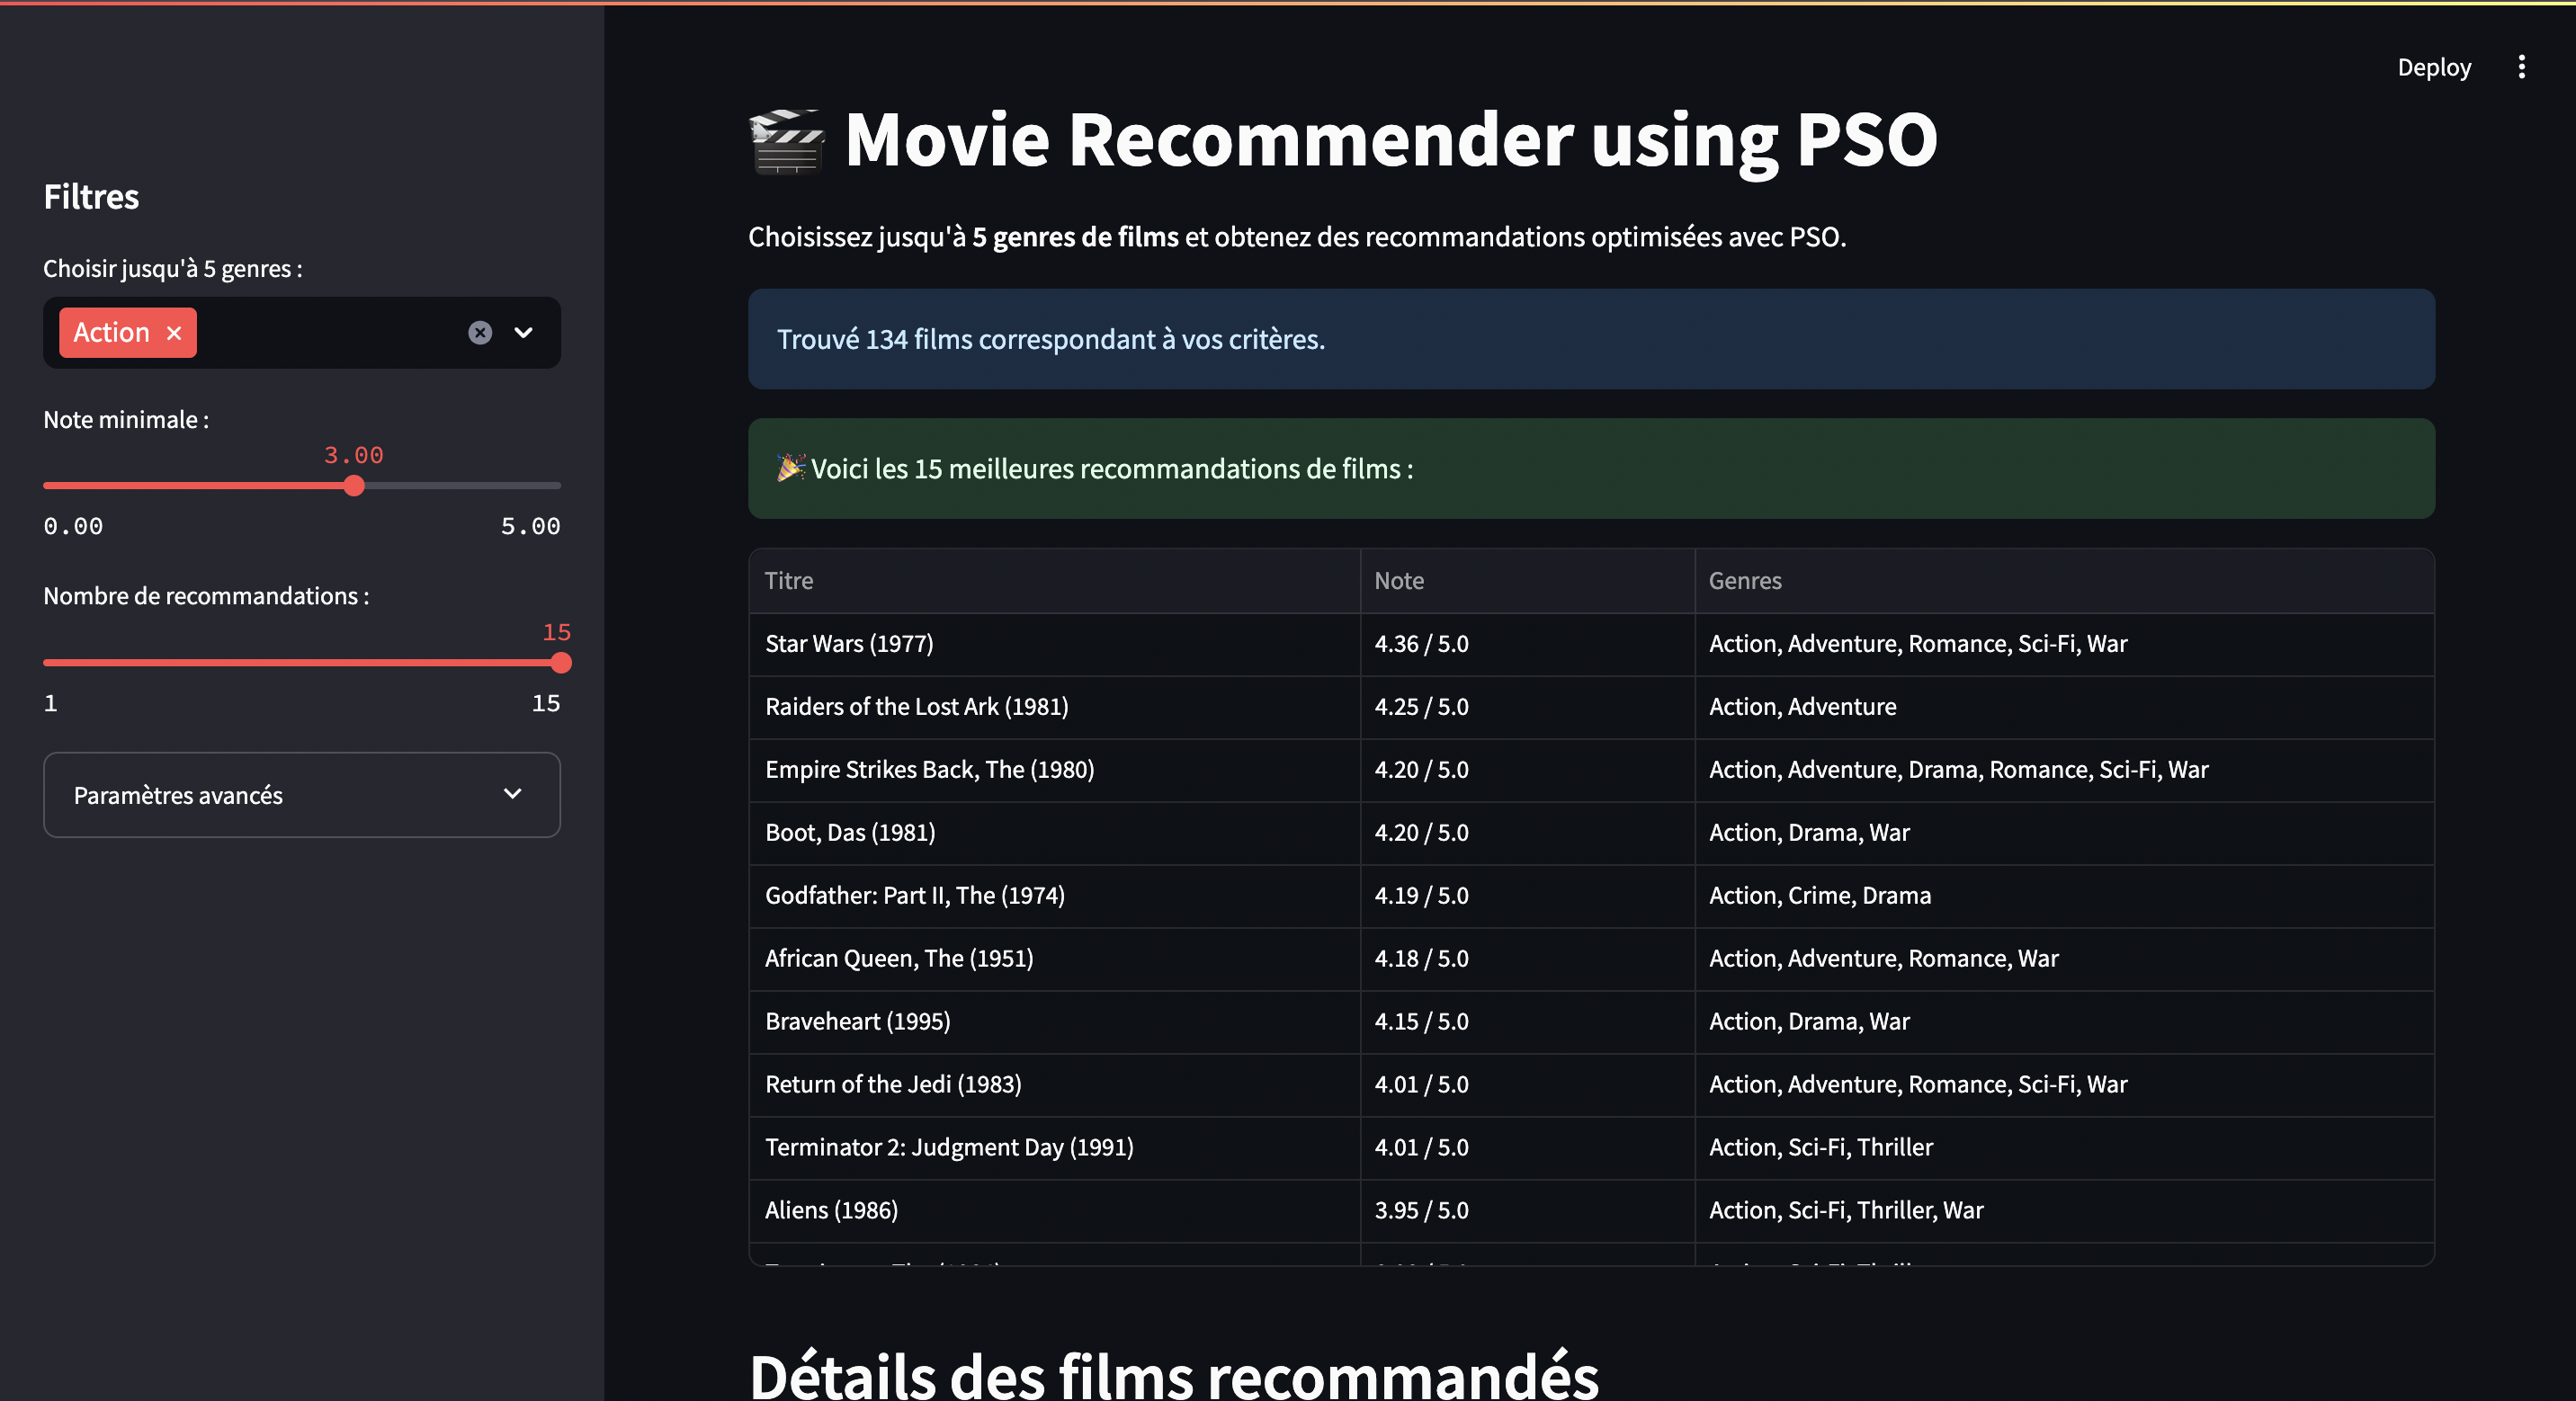 Deploy
Filtres
Choisir jusqu'à 5 genres :
Action
Note minimale :
3.00
0.00 5.00
Nombre de recommandations :
15
1 15
Paramètres avancés
Movie Recommender using PSO
Choisissez jusqu'à 5 genres de films et obtenez des recommandations optimisées avec PSO.
Trouvé 134 films correspondant à vos critères.
Voici les 15 meilleures recommandations de films :
Titre Note Genres
Star Wars (1977) 4.36 / 5.0 Action, Adventure, Romance, Sci-Fi, War
Raiders of the Lost Ark (1981) 4.25 / 5.0 Action, Adventure
Empire Strikes Back, The (1980) 4.20 / 5.0 Action, Adventure, Drama, Romance, Sci-Fi, War
Boot, Das (1981) 4.20 / 5.0 Action, Drama, War
Godfather: Part II, The (1974) 4.19 / 5.0 Action, Crime, Drama
African Queen, The (1951) 4.18 / 5.0 Action, Adventure, Romance, War
Braveheart (1995) 4.15 / 5.0 Action, Drama, War
Return of the Jedi (1983) 4.01 / 5.0 Action, Adventure, Romance, Sci-Fi, War
Terminator 2: Judgment Day (1991) 4.01 / 5.0 Action, Sci-Fi, Thriller
Aliens (1986) 3.95 / 5.0 Action, Sci-Fi, Thriller, War
Détails des films recommandés